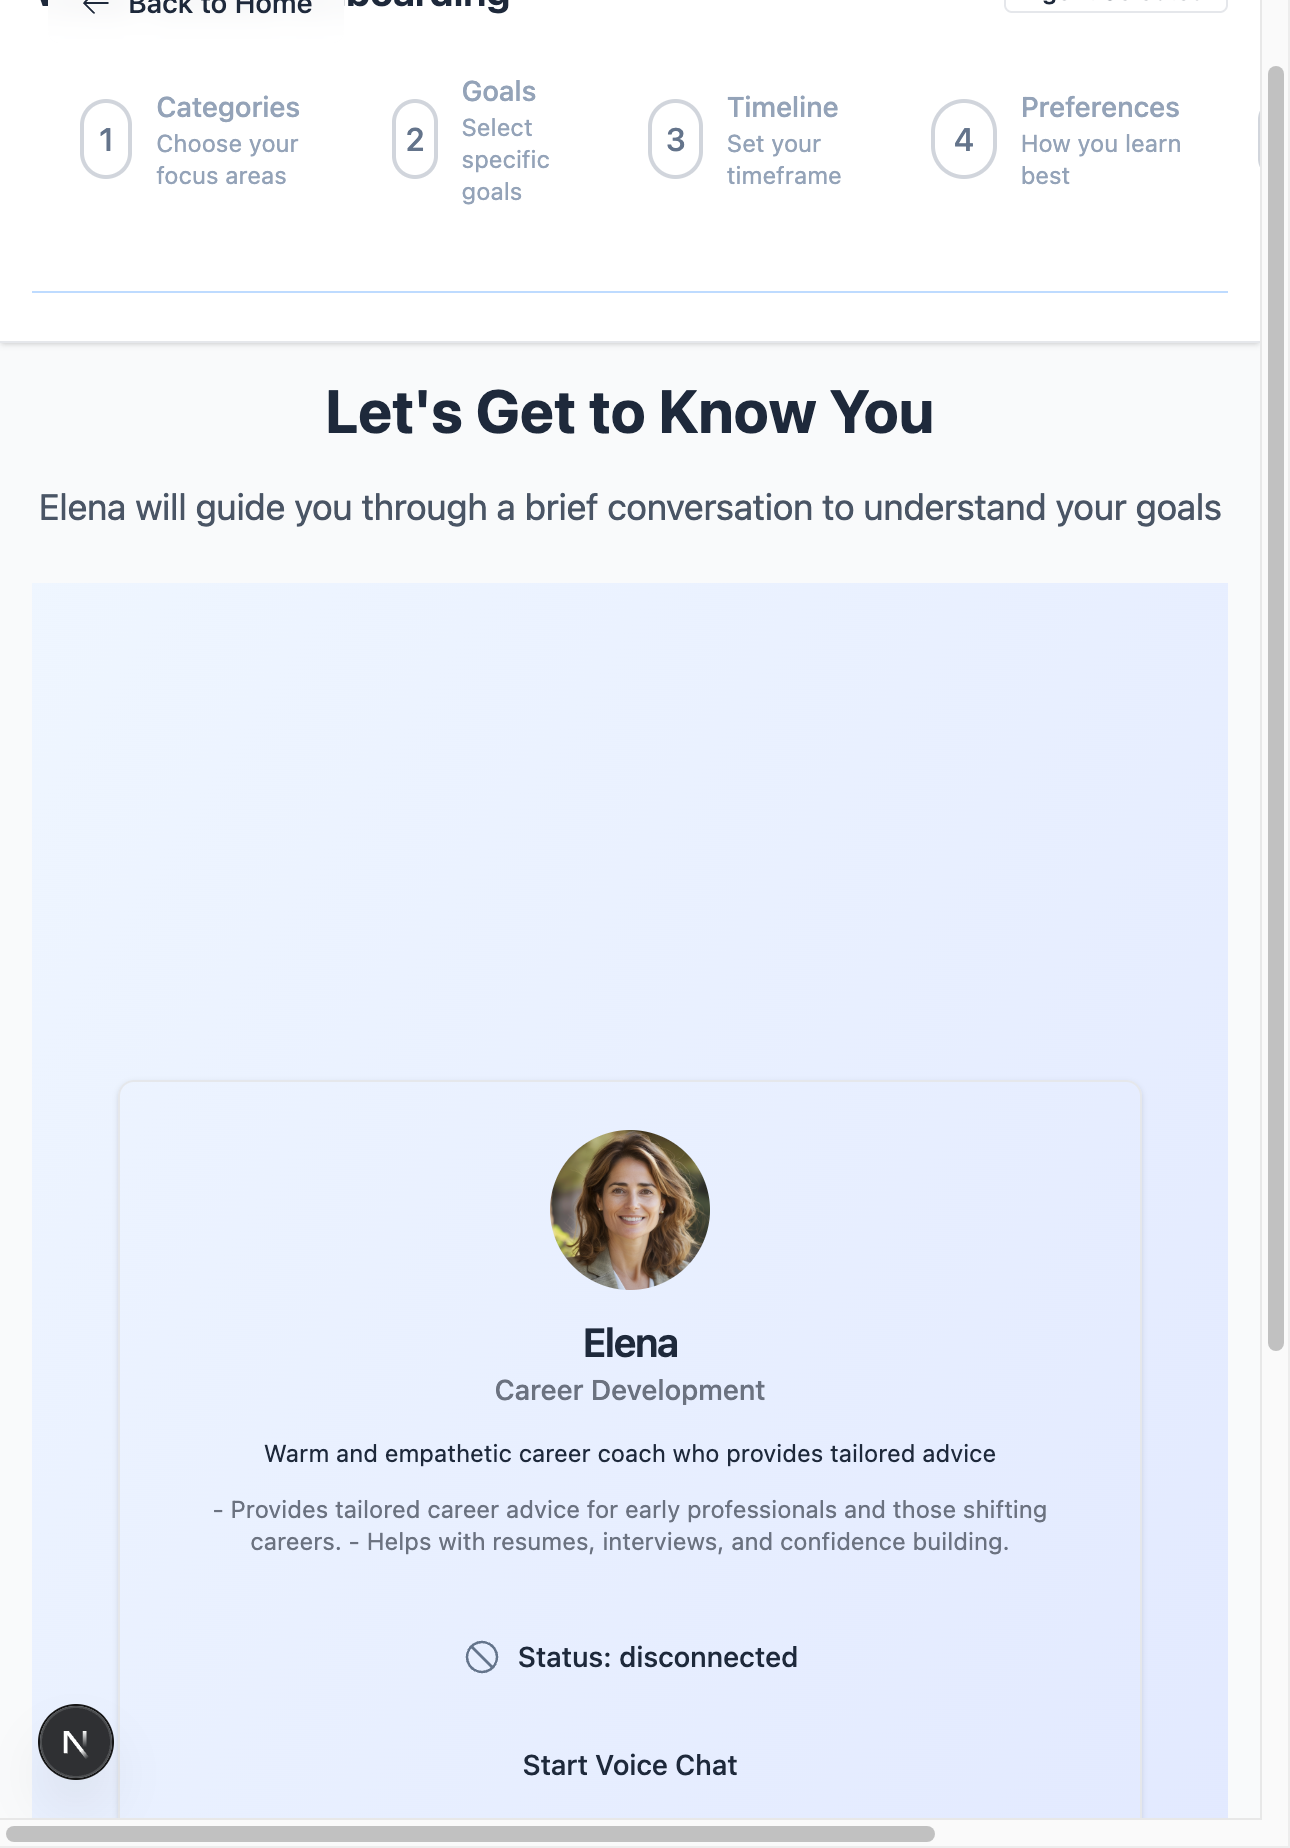 Back to Home
boarding
1
Categories
Choose your
focus areas
2
Goals
Select
specific
goals
3
Timeline
Set your
timeframe
4
Preferences
How you learn
best
Let's Get to Know You
Elena will guide you through a brief conversation to understand your goals
Elena
Career Development
Warm and empathetic career coach who provides tailored advice
- Provides tailored career advice for early professionals and those shifting
careers. - Helps with resumes, interviews, and confidence building.
Status: disconnected
N
Start Voice Chat